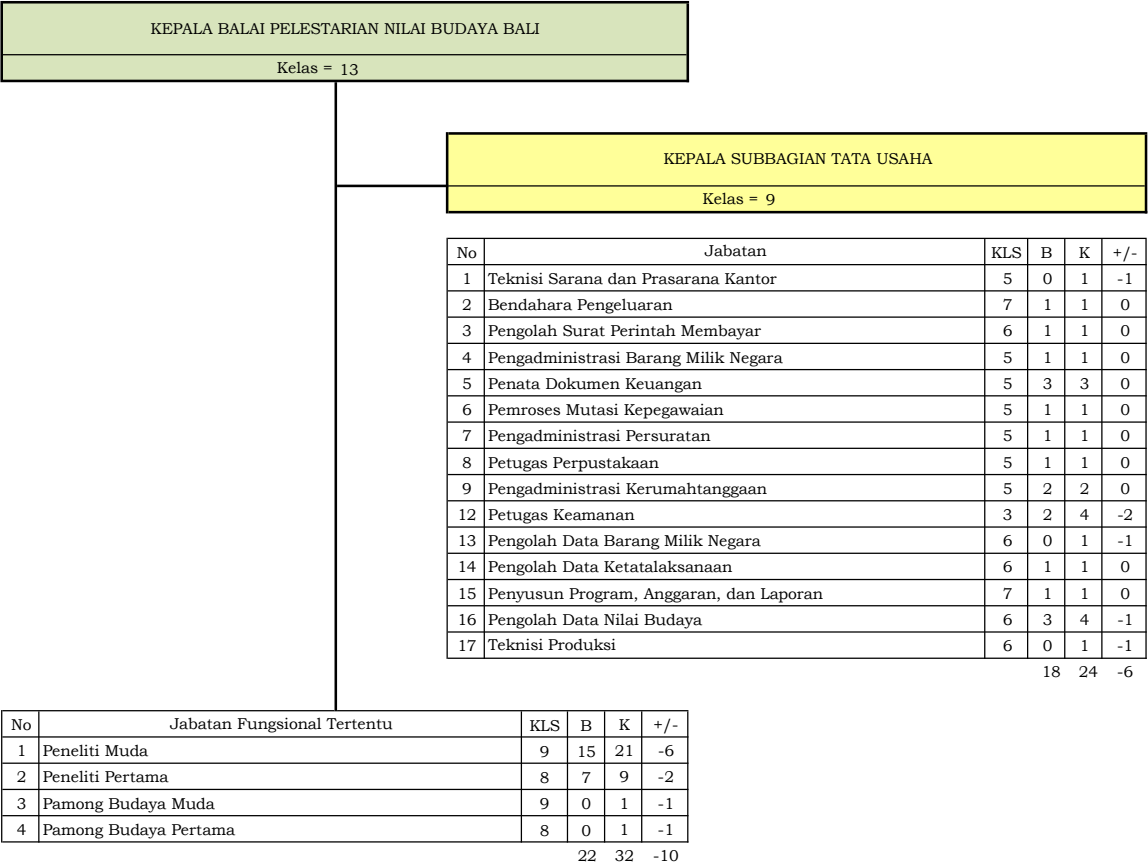 KEPALA BALAI PELESTARIAN NILAI BUDAYA BALI
Kelas = 13
KEPALA SUBBAGIAN TATA USAHA
Kelas = 9
No Jabatan KLS B K +/-
1 Teknisi Sarana dan Prasarana Kantor 5 0 1 -1
2 Bendahara Pengeluaran 7 1 1 0
3 Pengolah Surat Perintah Membayar 6 1 1 0
4 Pengadministrasi Barang Milik Negara 5 1 1 0
5 Penata Dokumen Keuangan 5 3 3 0
6 Pemroses Mutasi Kepegawaian 5 1 1 0
7 Pengadministrasi Persuratan 5 1 1 0
8 Petugas Perpustakaan 5 1 1 0
9 Pengadministrasi Kerumahtanggaan 5 2 2 0
12 Petugas Keamanan 3 2 4 -2
13 Pengolah Data Barang Milik Negara 6 0 1 -1
14 Pengolah Data Ketatalaksanaan 6 1 1 0
15 Penyusun Program, Anggaran, dan Laporan 7 1 1 0
16 Pengolah Data Nilai Budaya 6 3 4 -1
17 Teknisi Produksi 6 0 1 -1
18 24 -6
No Jabatan Fungsional Tertentu KLS B K +/-
1 Peneliti Muda 9 15 21 -6
2 Peneliti Pertama 8 7 9 -2
3 Pamong Budaya Muda 9 0 1 -1
4 Pamong Budaya Pertama 8 0 1 -1
22 32 -10